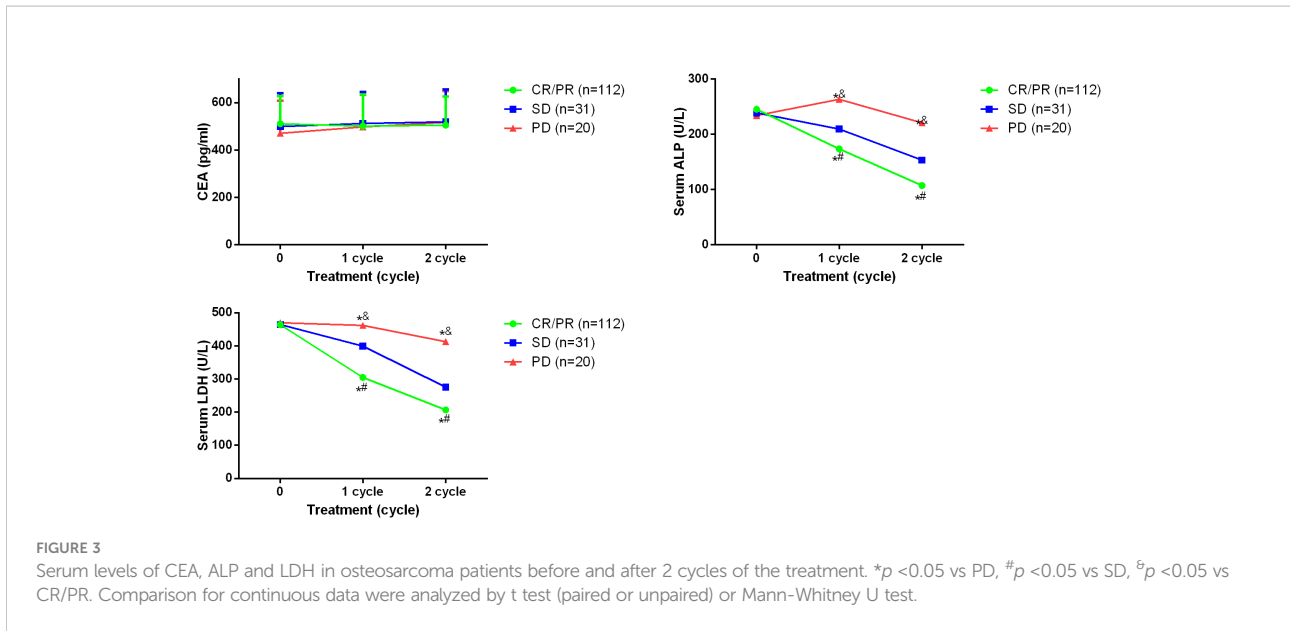 600
400
200
0
CEA (pg/ml)
0
1 cycle
2 cycle
Treatment (cycle)
CR/PR (n=112)
SD (n=31)
PD (n=20)
300
200
100
0
Serum ALP (U/L)
*&
*&
*#
*#
0
1 cycle
2 cycle
Treatment (cycle)
CR/PR (n=112)
SD (n=31)
PD (n=20)
500
400
300
200
100
0
Serum LDH (U/L)
*&
*&
*#
*#
0
1 cycle
2 cycle
Treatment (cycle)
CR/PR (n=112)
SD (n=31)
PD (n=20)
FIGURE 3
Serum levels of CEA, ALP and LDH in osteosarcoma patients before and after 2 cycles of the treatment. *p <0.05 vs PD, #p <0.05 vs SD, &p <0.05 vs
CR/PR. Comparison for continuous data were analyzed by t test (paired or unpaired) or Mann-Whitney U test.